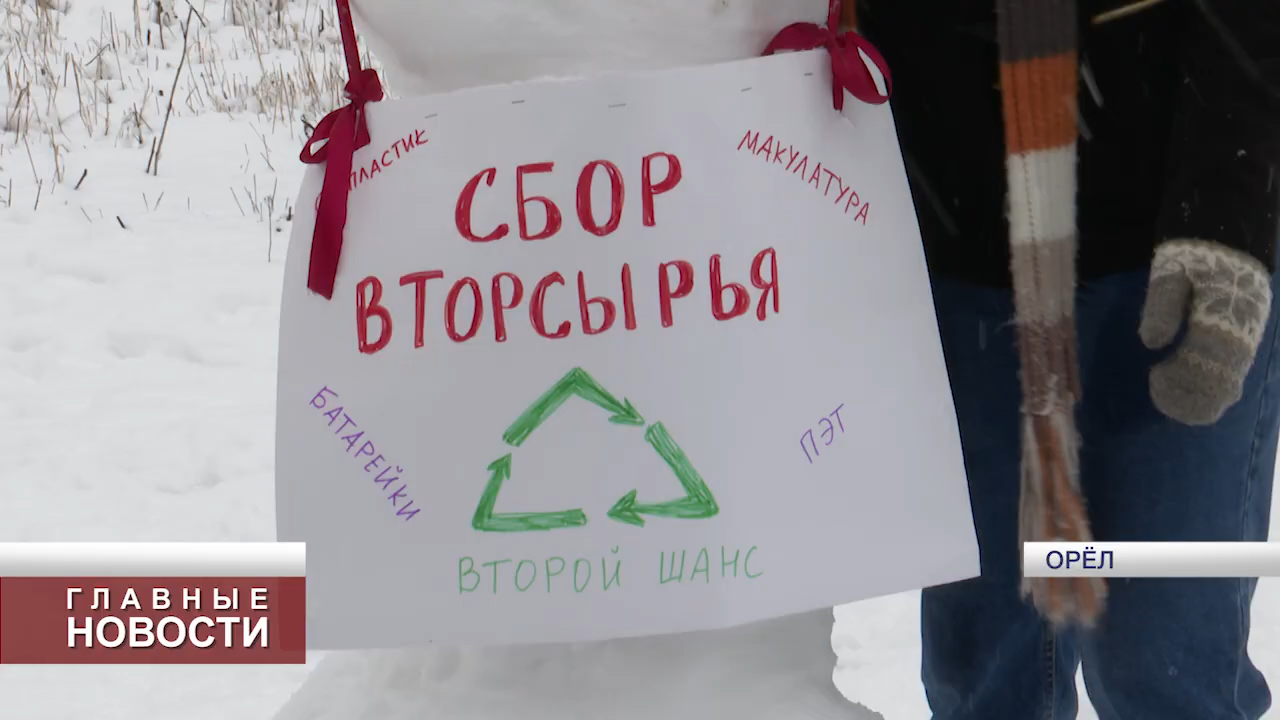 ПЛАСТИК
МАКУЛАТУРА
СБОР
ВТОРСЫРЬЯ
БАТАРЕЙКИ
ПЭТ
ВТОРОЙ ШАНС
ГЛАВНЫЕ
НОВОСТИ
ОРЁЛ